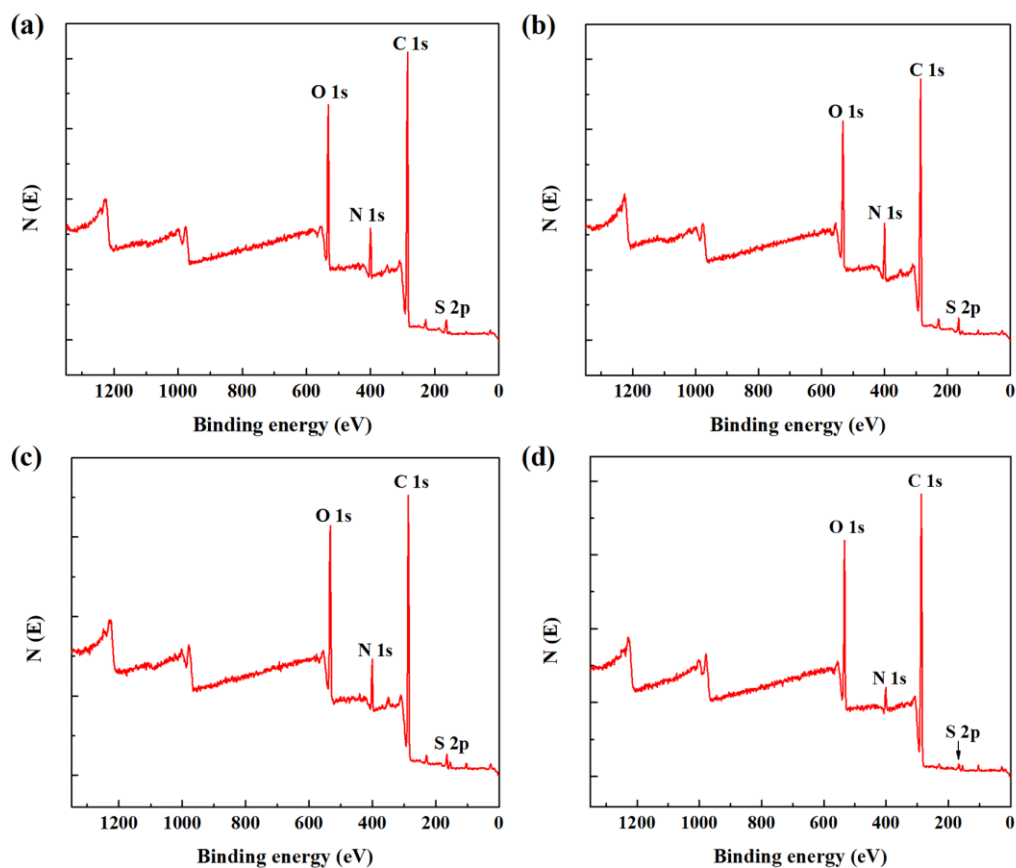 (a)
C 1s
O 1s
N 1s
S 2p
N (E)
1200 1000 800 600 400 200 0
Binding energy (eV)
(b)
C 1s
O 1s
N 1s
S 2p
N (E)
1200 1000 800 600 400 200 0
Binding energy (eV)
(c)
C 1s
O 1s
N 1s
S 2p
N (E)
1200 1000 800 600 400 200 0
Binding energy (eV)
(d)
C 1s
O 1s
N 1s
S 2p
N (E)
1200 1000 800 600 400 200 0
Binding energy (eV)